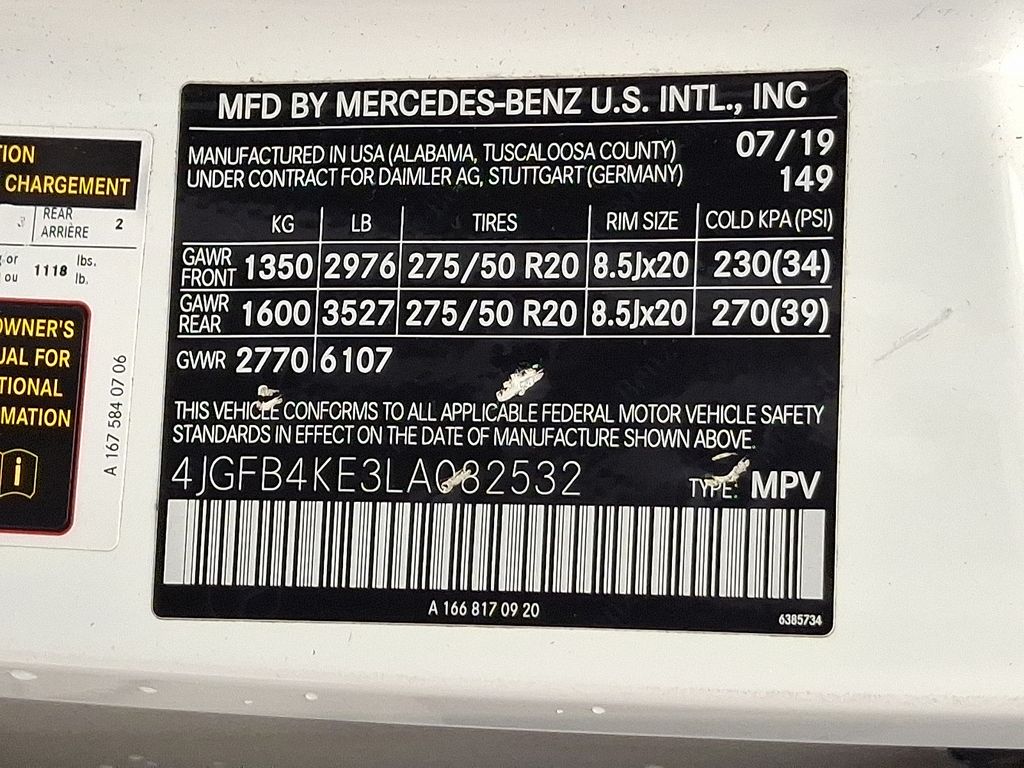 MFD BY MERCEDES-BENZ U.S. INTL., INC
MANUFACTURED IN USA (ALABAMA, TUSCALOOSA COUNTY) 07/19
UNDER CONTRACT FOR DAIMLER AG, STUTTGART (GERMANY) 149
KG LB TIRES RIM SIZE COLD KPA (PSI)
GAWR FRONT 1350 2976 275/50 R20 8.5Jx20 230(34)
GAWR REAR 1600 3527 275/50 R20 8.5Jx20 270(39)
GVWR 2770 6107
THIS VEHICLE CONFORMS TO ALL APPLICABLE FEDERAL MOTOR VEHICLE SAFETY
STANDARDS IN EFFECT ON THE DATE OF MANUFACTURE SHOWN ABOVE.
4JGFB4KE3LA082532 TYPE: MPV
A 166 817 09 20
6385734
TION
CHARGEMENT
3 REAR ARRIÈRE 2
or lbs.
ou 1118 lb.
OWNER'S
UAL FOR
TIONAL
MATION
i
A 167 584 07 06